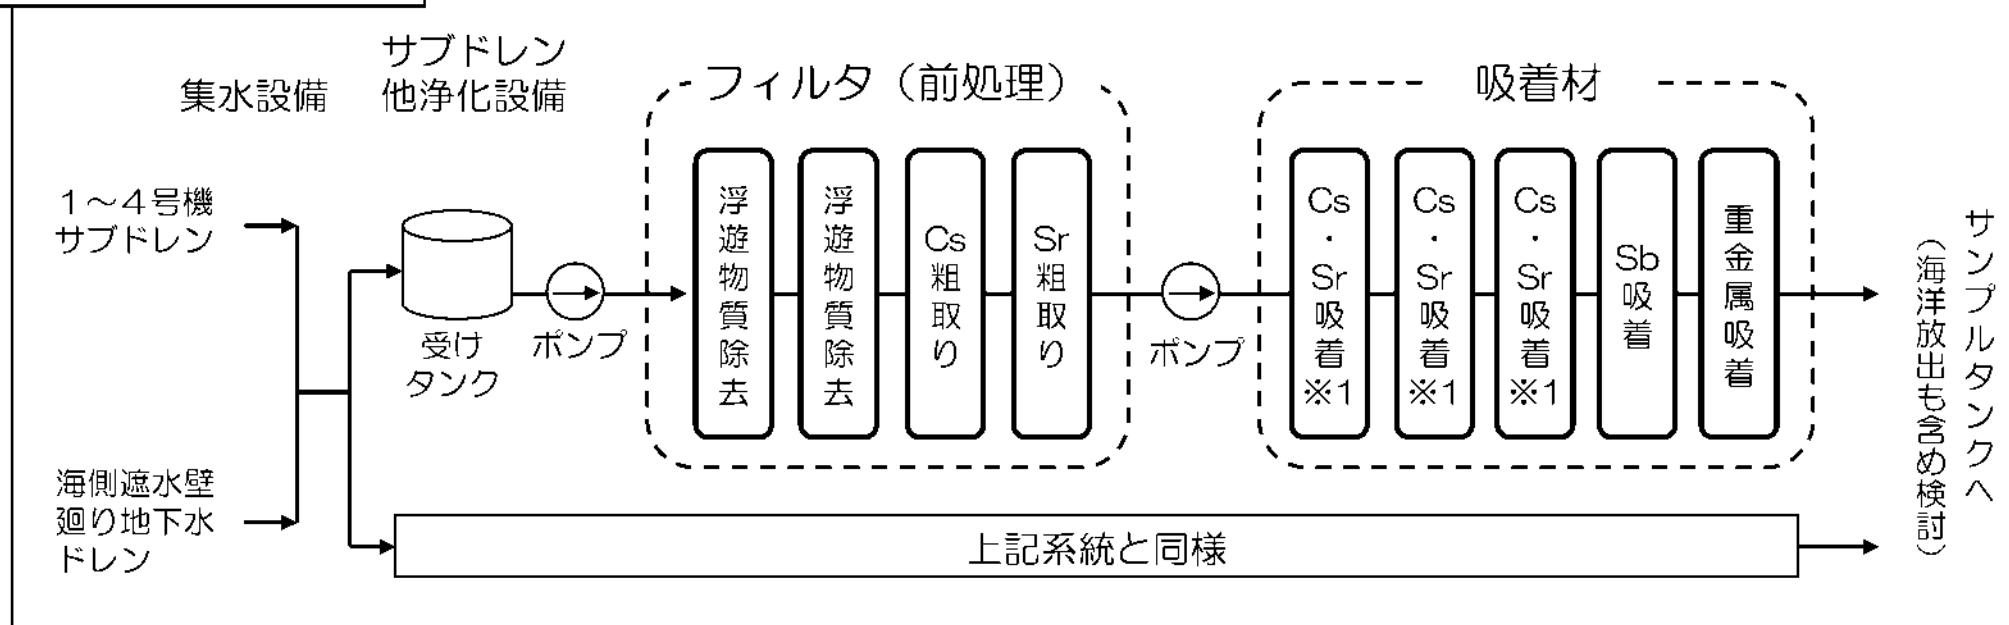 集水設備
サブドレン
他浄化設備
フィルタ（前処理）
吸着材
１～４号機
サブドレン
海側遮水壁
廻り地下水
ドレン
受け
タンク
ポンプ
浮遊物質除去
浮遊物質除去
Cs粗取り
Sr粗取り
ポンプ
Cs・Sr吸着※1
Cs・Sr吸着※1
Cs・Sr吸着※1
Sb吸着
重金属吸着
サンプルタンクへ
（海洋放出も含め検討）
上記系統と同様